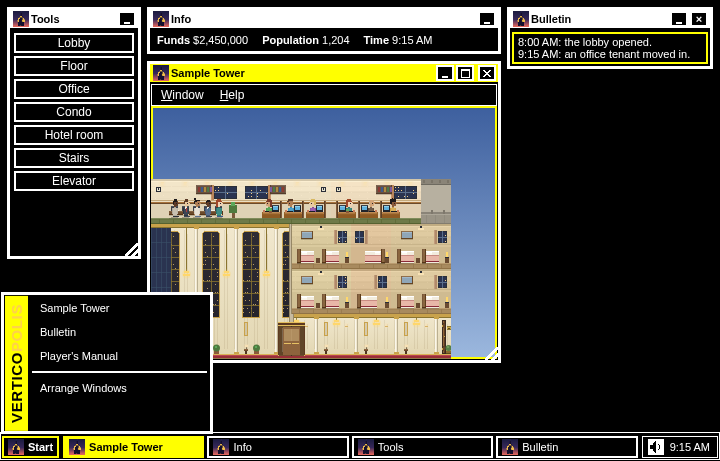 Tools
Lobby
Floor
Office
Condo
Hotel room
Stairs
Elevator
Info
Funds $2,450,000 Population 1,204 Time 9:15 AM
Bulletin
8:00 AM: the lobby opened.
9:15 AM: an office tenant moved in.
Sample Tower
Window Help
VERTICOPOLIS
Sample Tower
Bulletin
Player's Manual
Arrange Windows
Start Sample Tower Info Tools Bulletin 9:15 AM